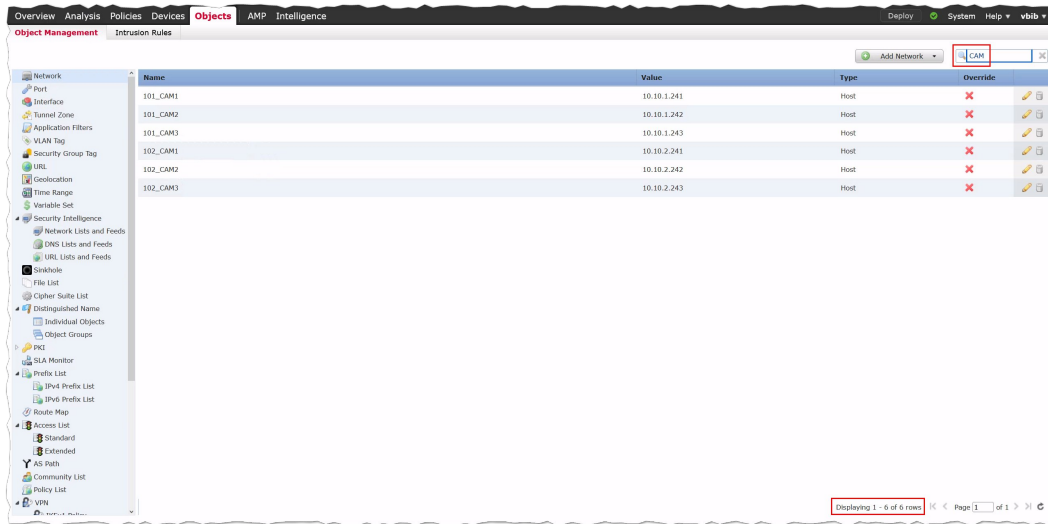 Overview Analysis Policies Devices Objects AMP Intelligence Deploy System Help vbib
Object Management Intrusion Rules
Add Network CAM
Network
Port
Interface
Tunnel Zone
Application Filters
VLAN Tag
Security Group Tag
URL
Geolocation
Time Range
Variable Set
Security Intelligence
Network Lists and Feeds
DNS Lists and Feeds
URL Lists and Feeds
Sinkhole
File List
Cipher Suite List
Distinguished Name
Individual Objects
Object Groups
PKI
SLA Monitor
Prefix List
IPv4 Prefix List
IPv6 Prefix List
Route Map
Access List
Standard
Extended
AS Path
Community List
Policy List
VPN
Name Value Type Override
101_CAM1 10.10.1.241 Host
101_CAM2 10.10.1.242 Host
101_CAM3 10.10.1.243 Host
102_CAM1 10.10.2.241 Host
102_CAM2 10.10.2.242 Host
102_CAM3 10.10.2.243 Host
Displaying 1 - 6 of 6 rows Page 1 of 1